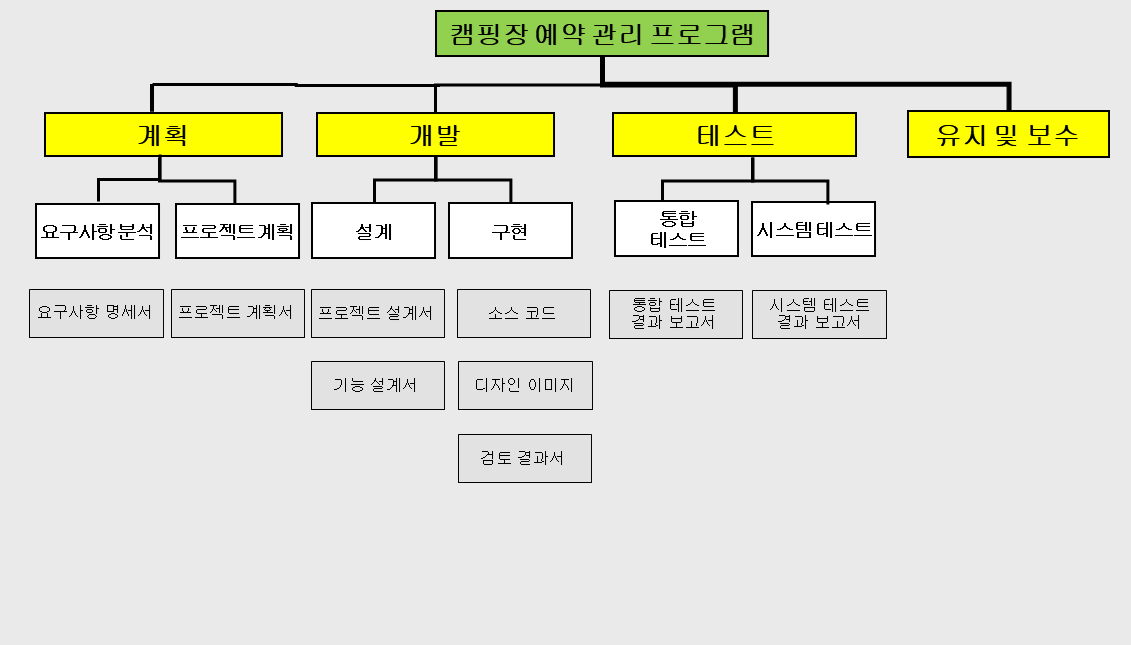 캠핑장 예약 관리 프로그램
계획
개발
테스트
유지 및 보수
요구사항 분석
프로젝트 계획
설계
구현
통합
테스트
시스템 테스트
요구사항 명세서
프로젝트 계획서
프로젝트 설계서
소스 코드
통합 테스트
결과 보고서
시스템 테스트
결과 보고서
기능 설계서
디자인 이미지
검토 결과서